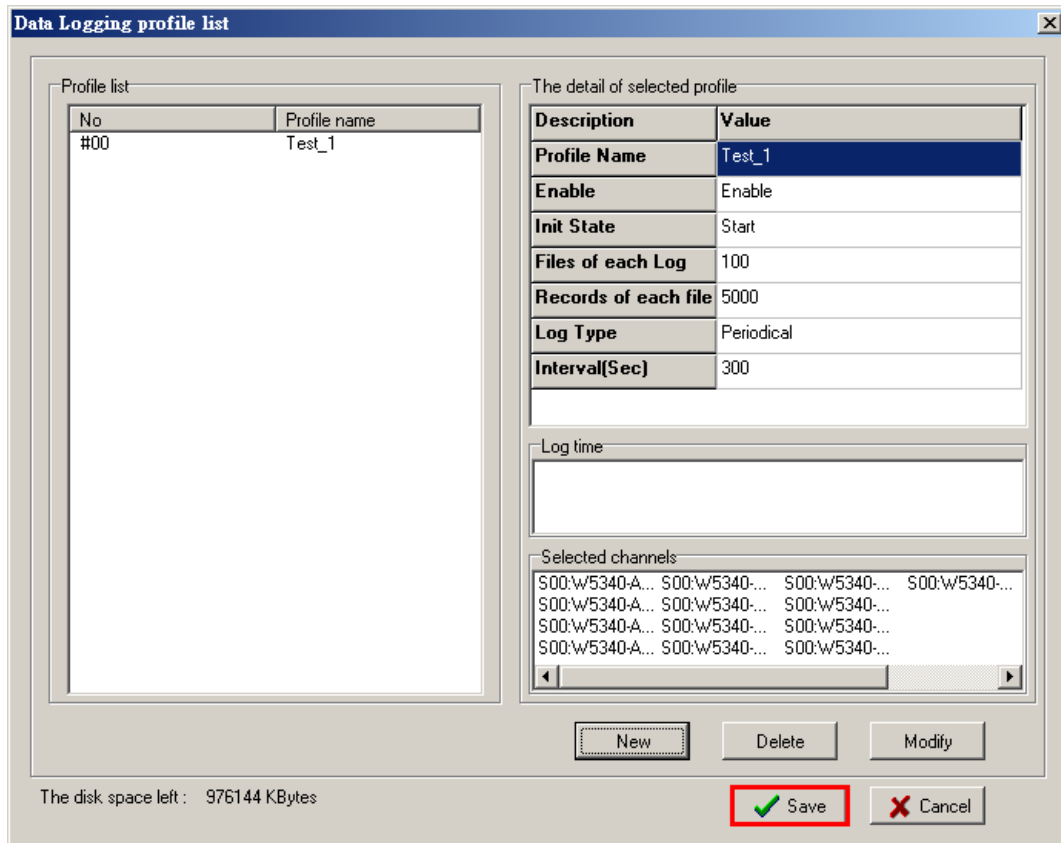 Data Logging profile list
Profile list
No Profile name
#00 Test_1
The detail of selected profile
Description Value
Profile Name Test_1
Enable Enable
Init State Start
Files of each Log 100
Records of each file 5000
Log Type Periodical
Interval(Sec) 300
Log time
Selected channels
S00:W5340-A... S00:W5340-... S00:W5340-... S00:W5340-...
S00:W5340-A... S00:W5340-... S00:W5340-...
S00:W5340-A... S00:W5340-... S00:W5340-...
S00:W5340-A... S00:W5340-... S00:W5340-...
New Delete Modify
The disk space left : 976144 KBytes
Save Cancel